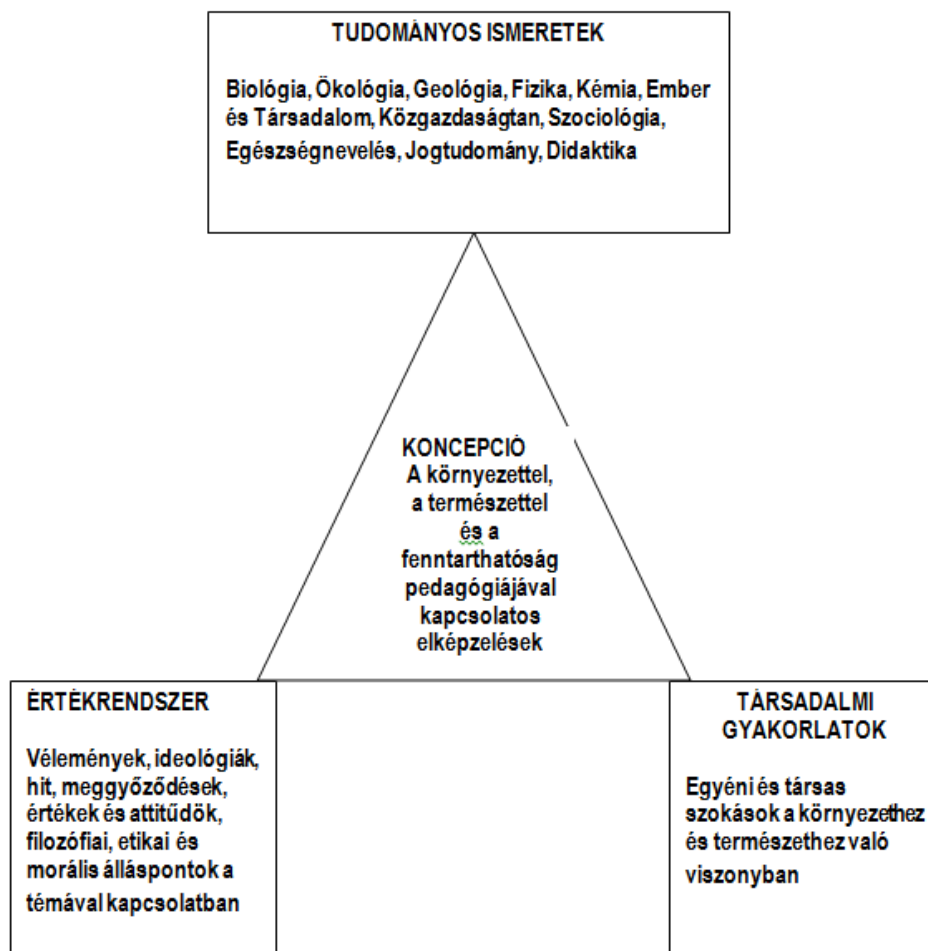 TUDOMÁNYOS ISMERETEK
Biológia, Ökológia, Geológia, Fizika, Kémia, Ember
és Társadalom, Közgazdaságtan, Szociológia,
Egészségnevelés, Jogtudomány, Didaktika
KONCEPCIÓ
A környezettel,
a természettel
és a
fenntarthatóság
pedagógiájával
kapcsolatos
elképzelések
ÉRTÉKRENDSZER
Vélemények, ideológiák,
hit, meggyőződések,
értékek és attitűdök,
filozófiai, etikai és
morális álláspontok a
témával kapcsolatban
TÁRSADALMI
GYAKORLATOK
Egyéni és társas
szokások a környezethez
és természethez való
viszonyban